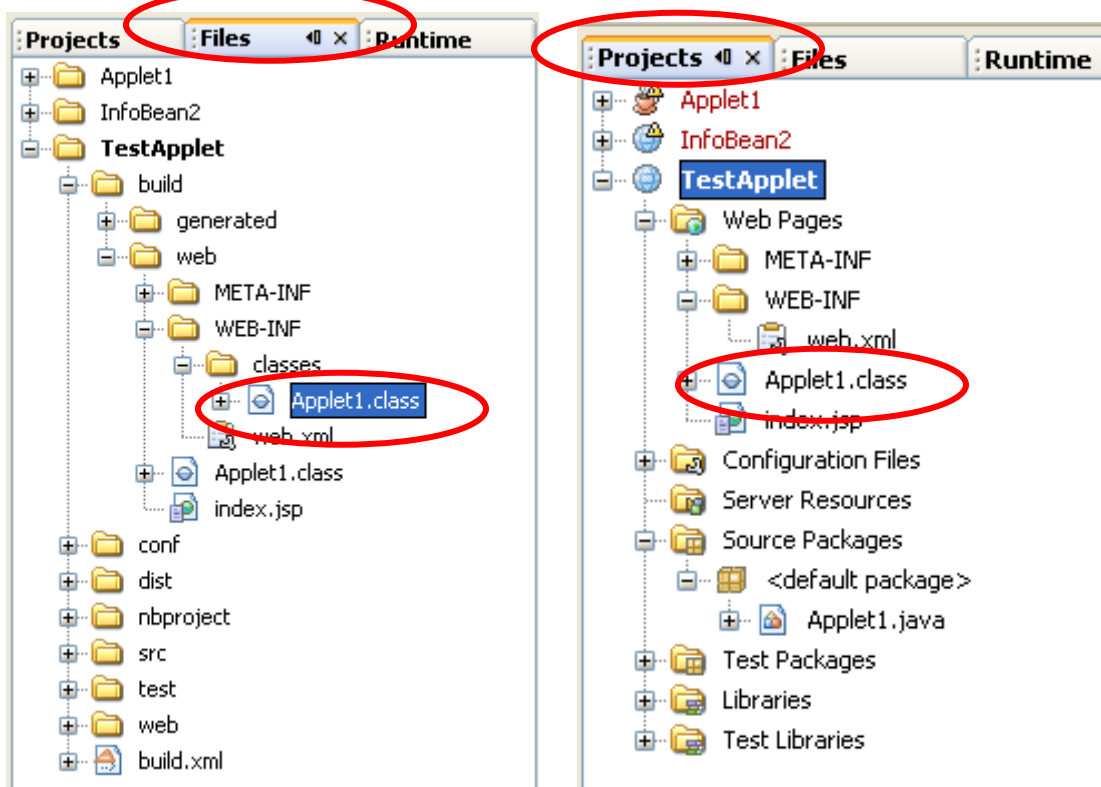 Projects Files Runtime
Applet1
InfoBean2
TestApplet
build
generated
web
META-INF
WEB-INF
classes
Applet1.class
web.xml
Applet1.class
index.jsp
conf
dist
nbproject
src
test
web
build.xml
Projects Files Runtime
Applet1
InfoBean2
TestApplet
Web Pages
META-INF
WEB-INF
web.xml
Applet1.class
index.jsp
Configuration Files
Server Resources
Source Packages
<default package>
Applet1.java
Test Packages
Libraries
Test Libraries